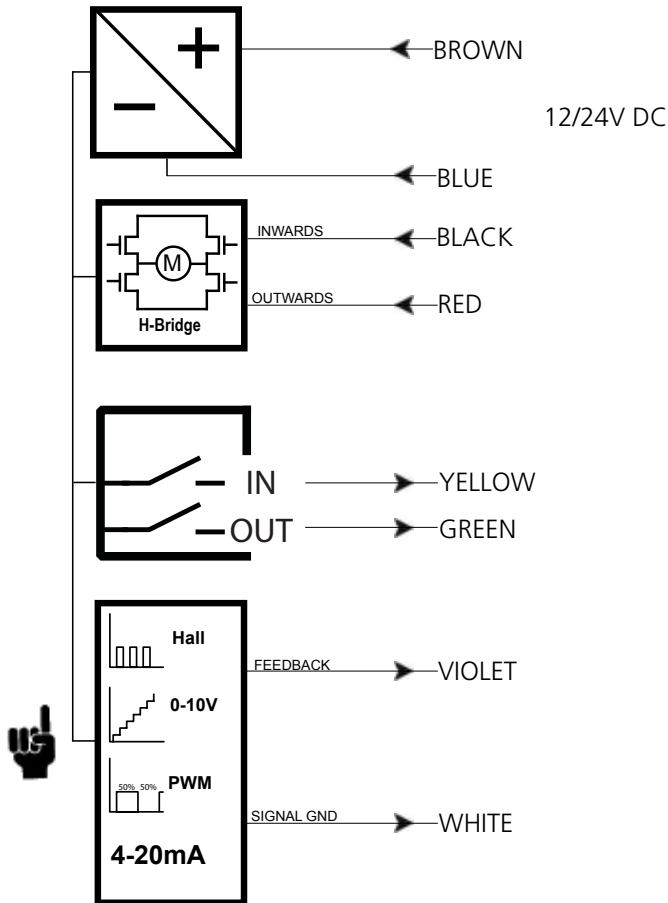 +
BROWN
12/24V DC
−
BLUE
INWARDS
BLACK
M
OUTWARDS
RED
H-Bridge
IN
YELLOW
OUT
GREEN
Hall
FEEDBACK
VIOLET
0-10V
50% 50%
PWM
SIGNAL GND
WHITE
4-20mA